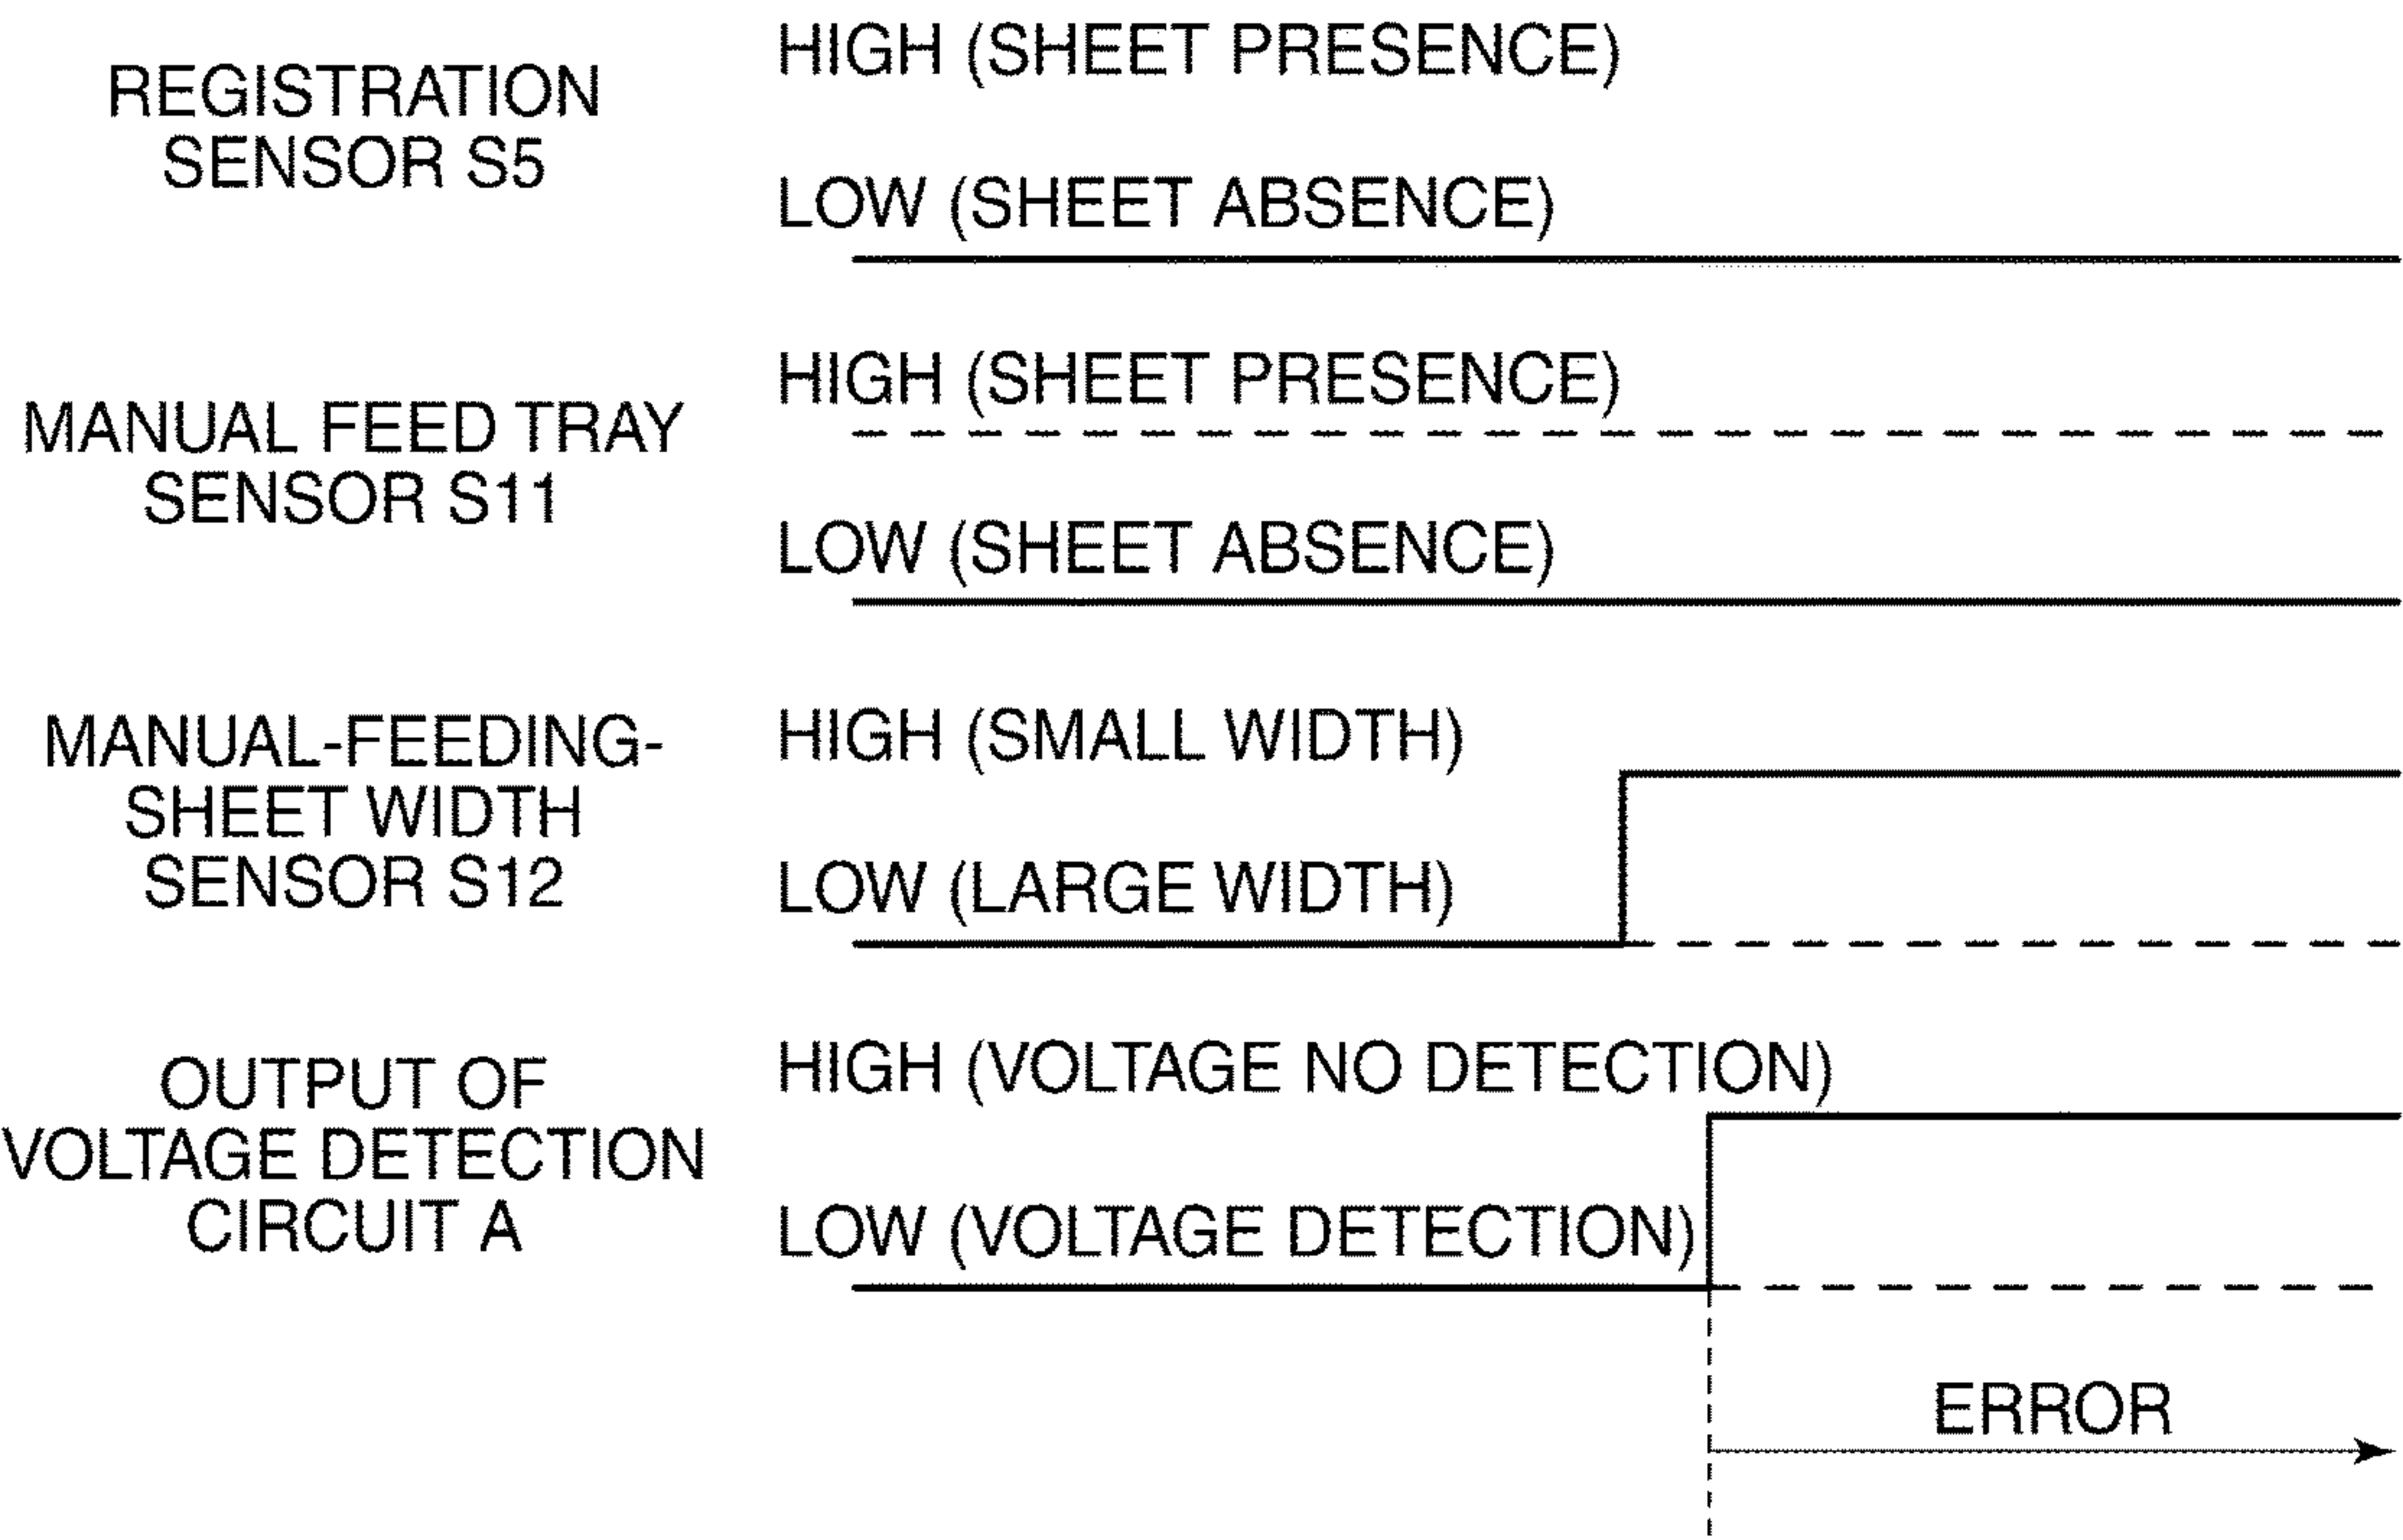 REGISTRATION
SENSOR S5
HIGH (SHEET PRESENCE)
LOW (SHEET ABSENCE)
MANUAL FEED TRAY
SENSOR S11
HIGH (SHEET PRESENCE)
LOW (SHEET ABSENCE)
MANUAL-FEEDING-
SHEET WIDTH
SENSOR S12
HIGH (SMALL WIDTH)
LOW (LARGE WIDTH)
OUTPUT OF
VOLTAGE DETECTION
CIRCUIT A
HIGH (VOLTAGE NO DETECTION)
LOW (VOLTAGE DETECTION)
ERROR